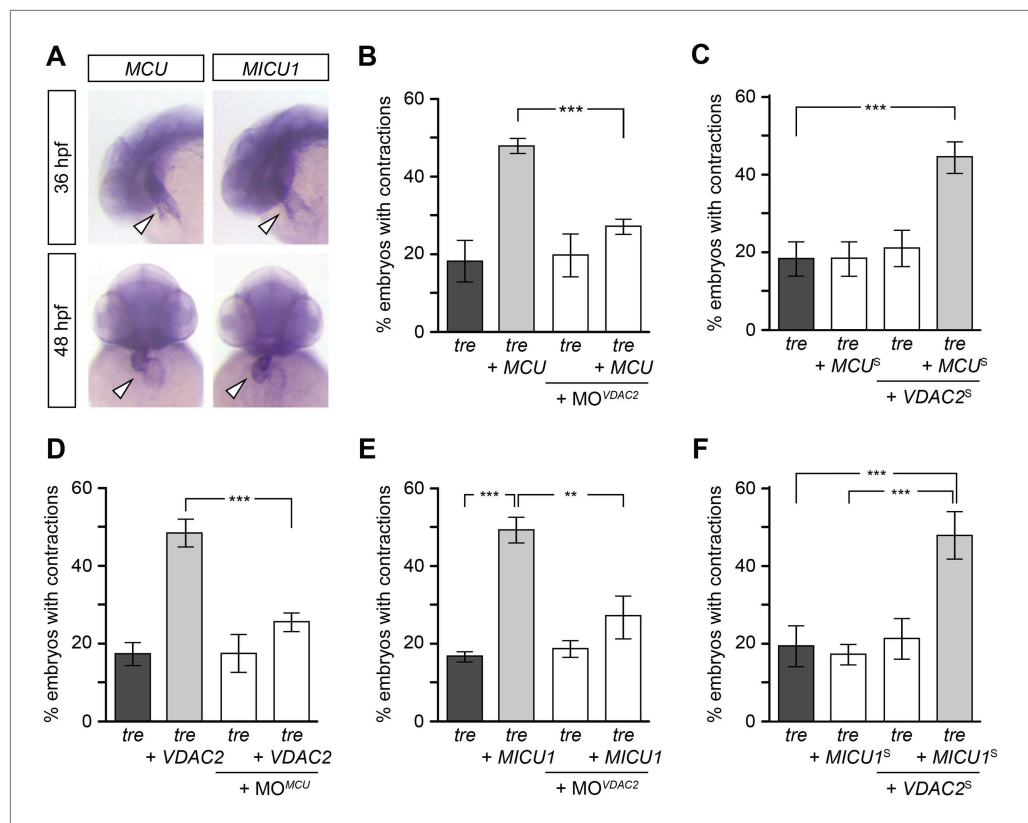 A
MCU
MICU1
36 hpf
48 hpf
B
% embryos with contractions
60
40
20
0
***
tre
tre
tre
tre
+ MCU
+ MCU
+ MO^VDAC2
C
% embryos with contractions
60
40
20
0
***
tre
tre
tre
tre
+ MCU^S
+ MCU^S
+ VDAC2^S
D
% embryos with contractions
60
40
20
0
***
tre
tre
tre
tre
+ VDAC2
+ VDAC2
+ MO^MCU
E
% embryos with contractions
60
40
20
0
***
**
tre
tre
tre
tre
+ MICU1
+ MICU1
+ MO^VDAC2
F
% embryos with contractions
60
40
20
0
***
***
tre
tre
tre
tre
+ MICU1^S
+ MICU1^S
+ VDAC2^S